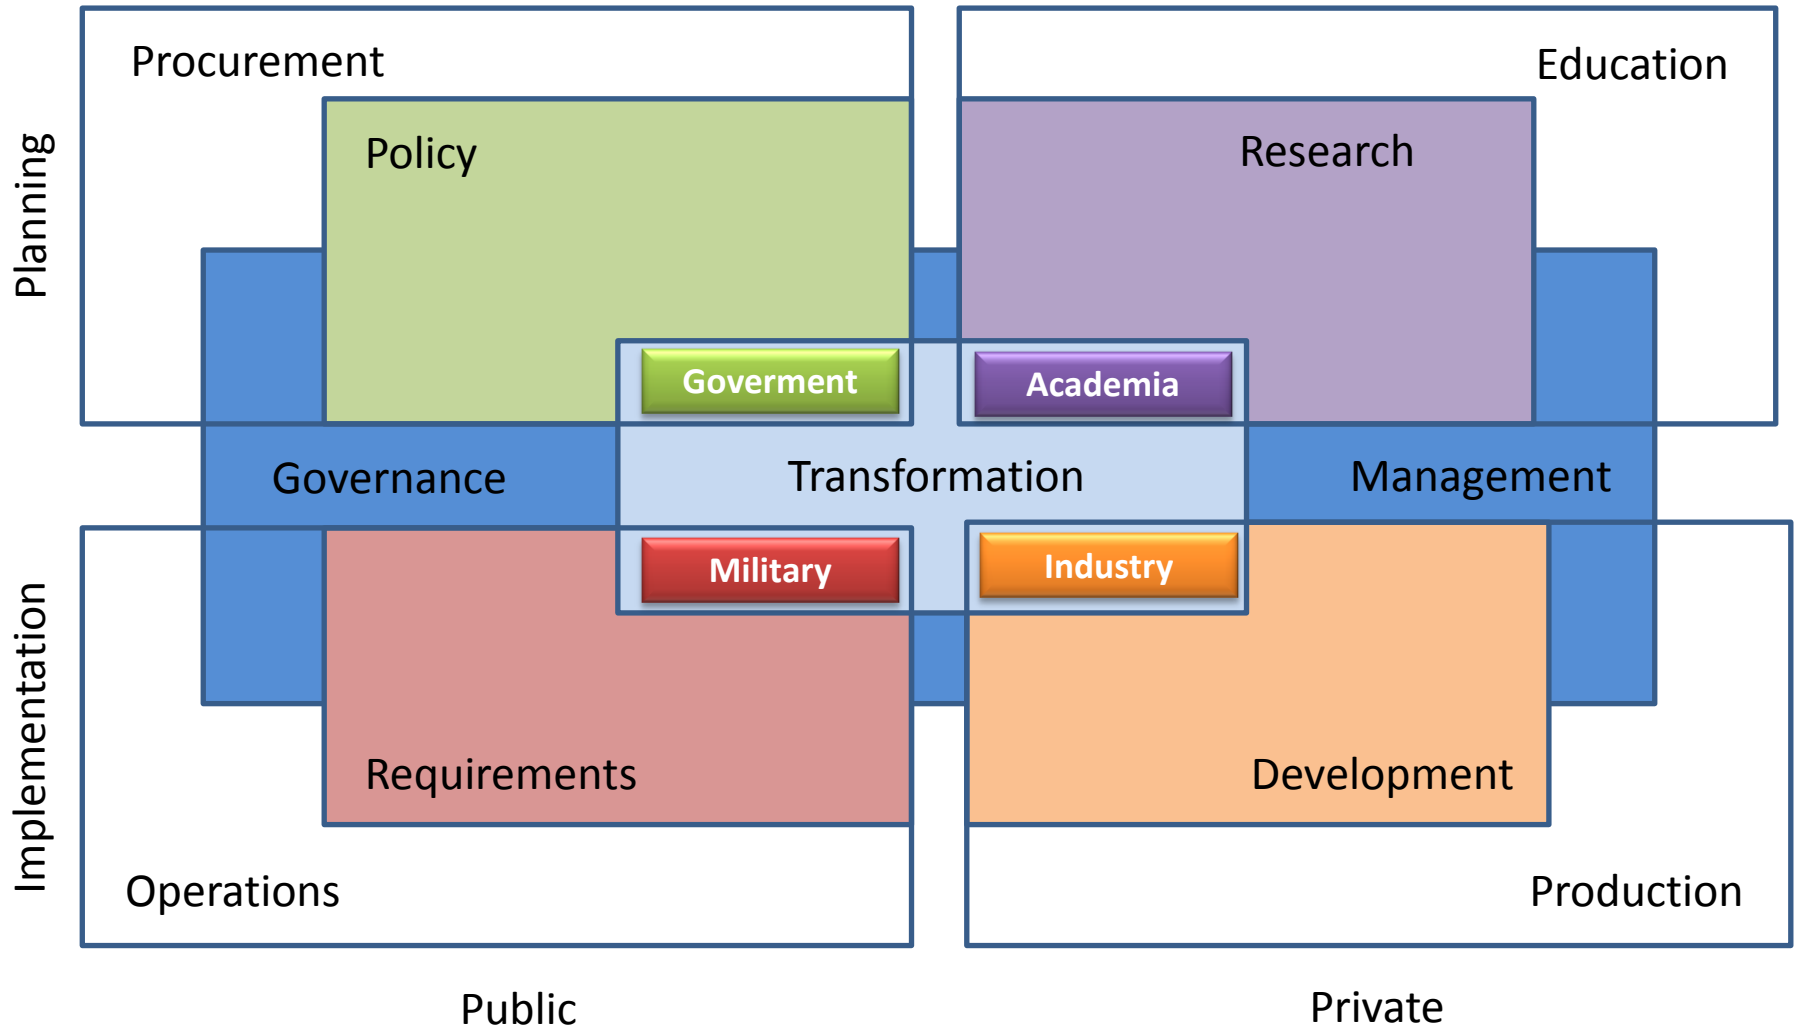 Procurement
Education
Policy
Research
Planning
Goverment
Academia
Governance
Transformation
Management
Military
Industry
Implementation
Requirements
Development
Operations
Production
Public
Private